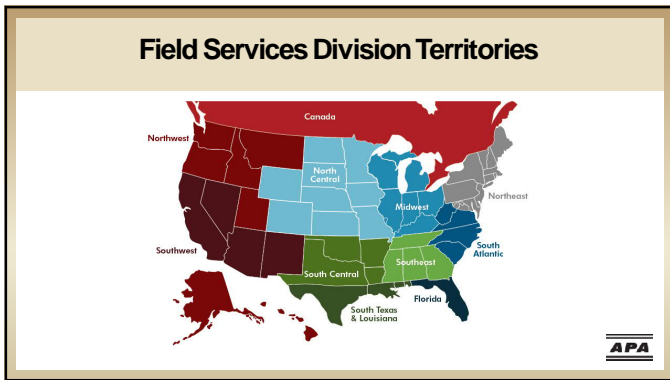 Field Services Division Territories
Canada
Northwest
North
Central
Midwest
Northeast
Southwest
South
Atlantic
South Central
Southeast
Florida
South Texas
& Louisiana
APA